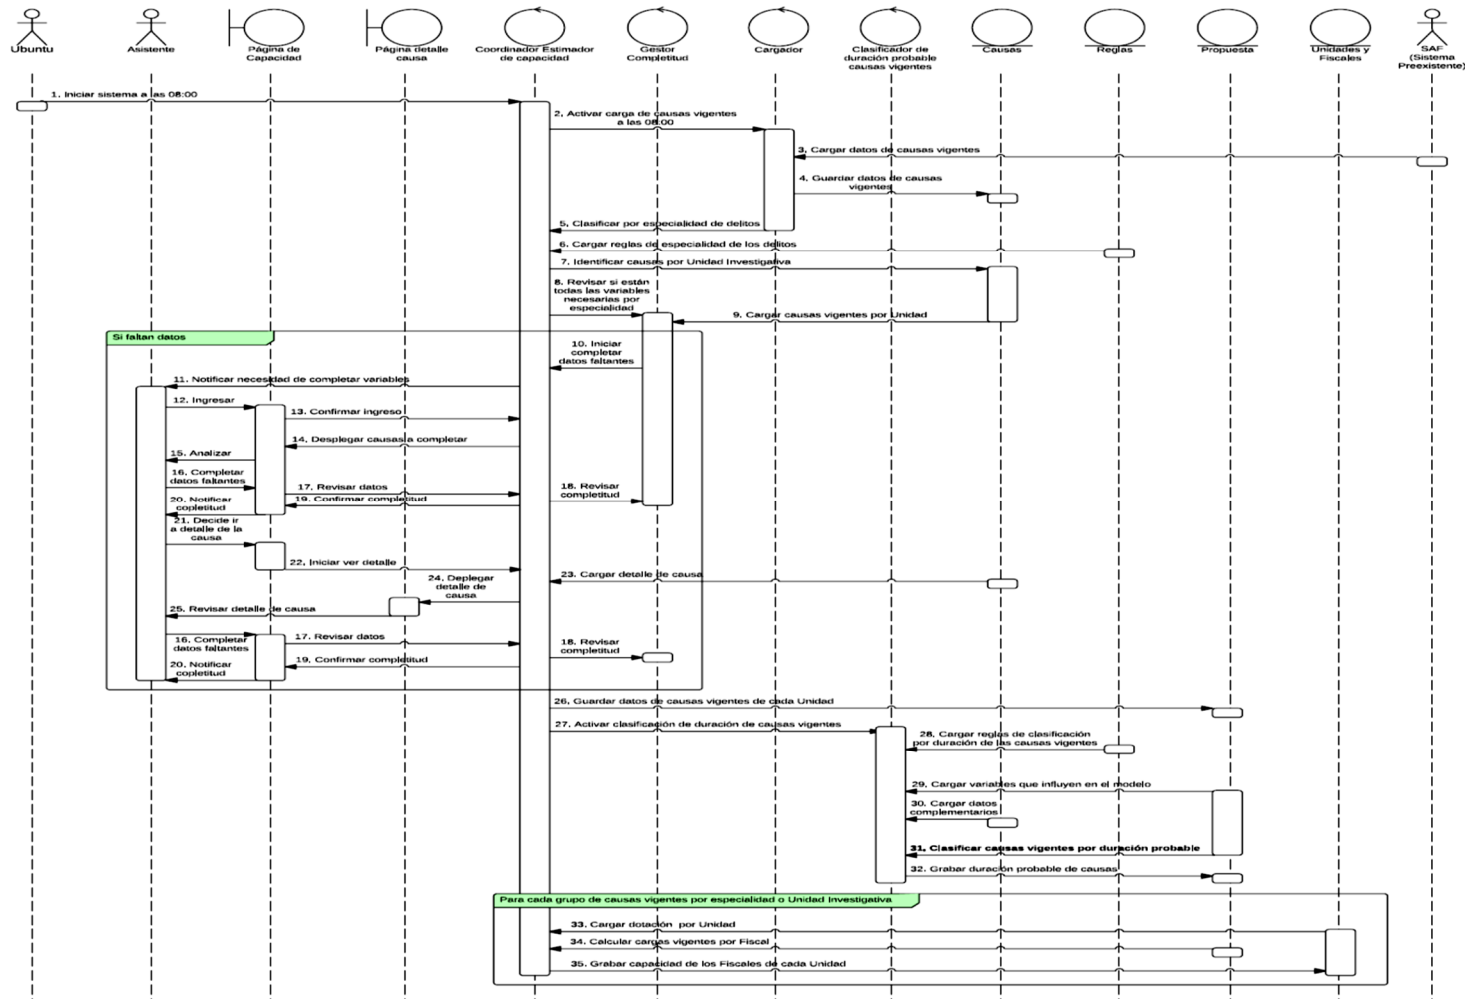 Ubuntu
Asistente
Página de
Capacidad
Página detalle
causa
Coordinador Estimador
de capacidad
Gestor
Completitud
Cargador
Clasificador de
duración probable
causas vigentes
Causas
Reglas
Propuesta
Unidades y
Fiscales
SAF
(Sistema
Preexistente)
1. Iniciar sistema a las 08:00
2, Activar carga de causas vigentes
a las 08:00
3, Cargar datos de causas vigentes
4. Guardar datos de causas
vigentes
5, Clasificar por especialidad de delitos
6. Cargar reglas de especialidad de los delitos
7. Identificar causas por Unidad Investigativa
8. Revisar si están
todas las variables
necesarias por
especialidad
9. Cargar causas vigentes por Unidad
Si faltan datos
10. Iniciar
completar
datos faltantes
11. Notificar necesidad de completar variables
12. Ingresar
13. Confirmar ingreso
14, Desplegar causas a completar
15. Analizar
16. Completar
datos faltantes
17. Revisar datos
18. Revisar
completitud
19. Confirmar completitud
20. Notificar
copletitud
21. Decide ir
a detalle de la
causa
22, Iniciar ver detalle
23. Cargar detalle de causa
24. Deplegar
detalle de
causa
25. Revisar detalle de causa
16. Completar
datos faltantes
17. Revisar datos
18. Revisar
completitud
19, Confirmar completitud
20, Notificar
copletitud
26, Guardar datos de causas vigentes de cada Unidad
27. Activar clasificación de duración de causas vigentes
28. Cargar reglas de clasificación
por duración de las causas vigentes
29, Cargar variables que influyen en el modelo
30. Cargar datos
complementarios
31, Clasificar causas vigentes por duración probable
32. Grabar duración probable de causas
Para cada grupo de causas vigentes por especialidad o Unidad Investigativa
33. Cargar dotación por Unidad
34. Calcular cargas vigentes por Fiscal
35. Grabar capacidad de los Fiscales de cada Unidad